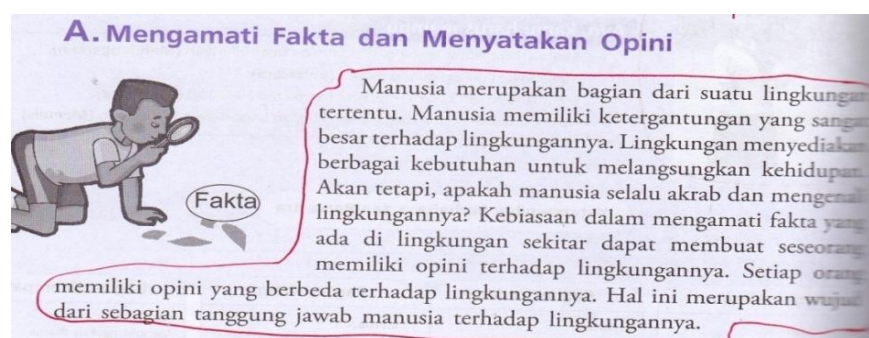 A. Mengamati Fakta dan Menyatakan Opini
Manusia merupakan bagian dari suatu lingkungan
tertentu. Manusia memiliki ketergantungan yang sangat
besar terhadap lingkungannya. Lingkungan menyediakan
berbagai kebutuhan untuk melangsungkan kehidupan.
Akan tetapi, apakah manusia selalu akrab dan mengenal
lingkungannya? Kebiasaan dalam mengamati fakta yang
ada di lingkungan sekitar dapat membuat seseorang
memiliki opini terhadap lingkungannya. Setiap orang
memiliki opini yang berbeda terhadap lingkungannya. Hal ini merupakan wujud
dari sebagian tanggung jawab manusia terhadap lingkungannya.
Fakta